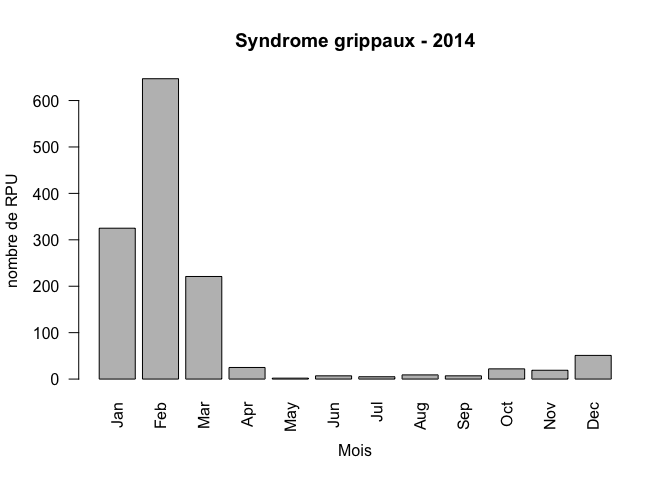 Syndrome grippaux - 2014
nombre de RPU
600
500
400
300
200
100
0
Jan Feb Mar Apr May Jun Jul Aug Sep Oct Nov Dec
Mois